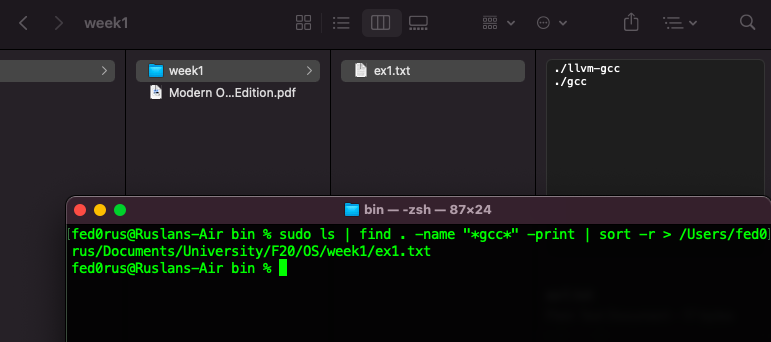 week1
week1
ex1.txt
./llvm-gcc
./gcc
Modern O...Edition.pdf
bin — -zsh — 87×24
[fed0rus@Ruslans-Air bin % sudo ls | find . -name "*gcc*" -print | sort -r > /Users/fed0]
rus/Documents/University/F20/OS/week1/ex1.txt
fed0rus@Ruslans-Air bin %